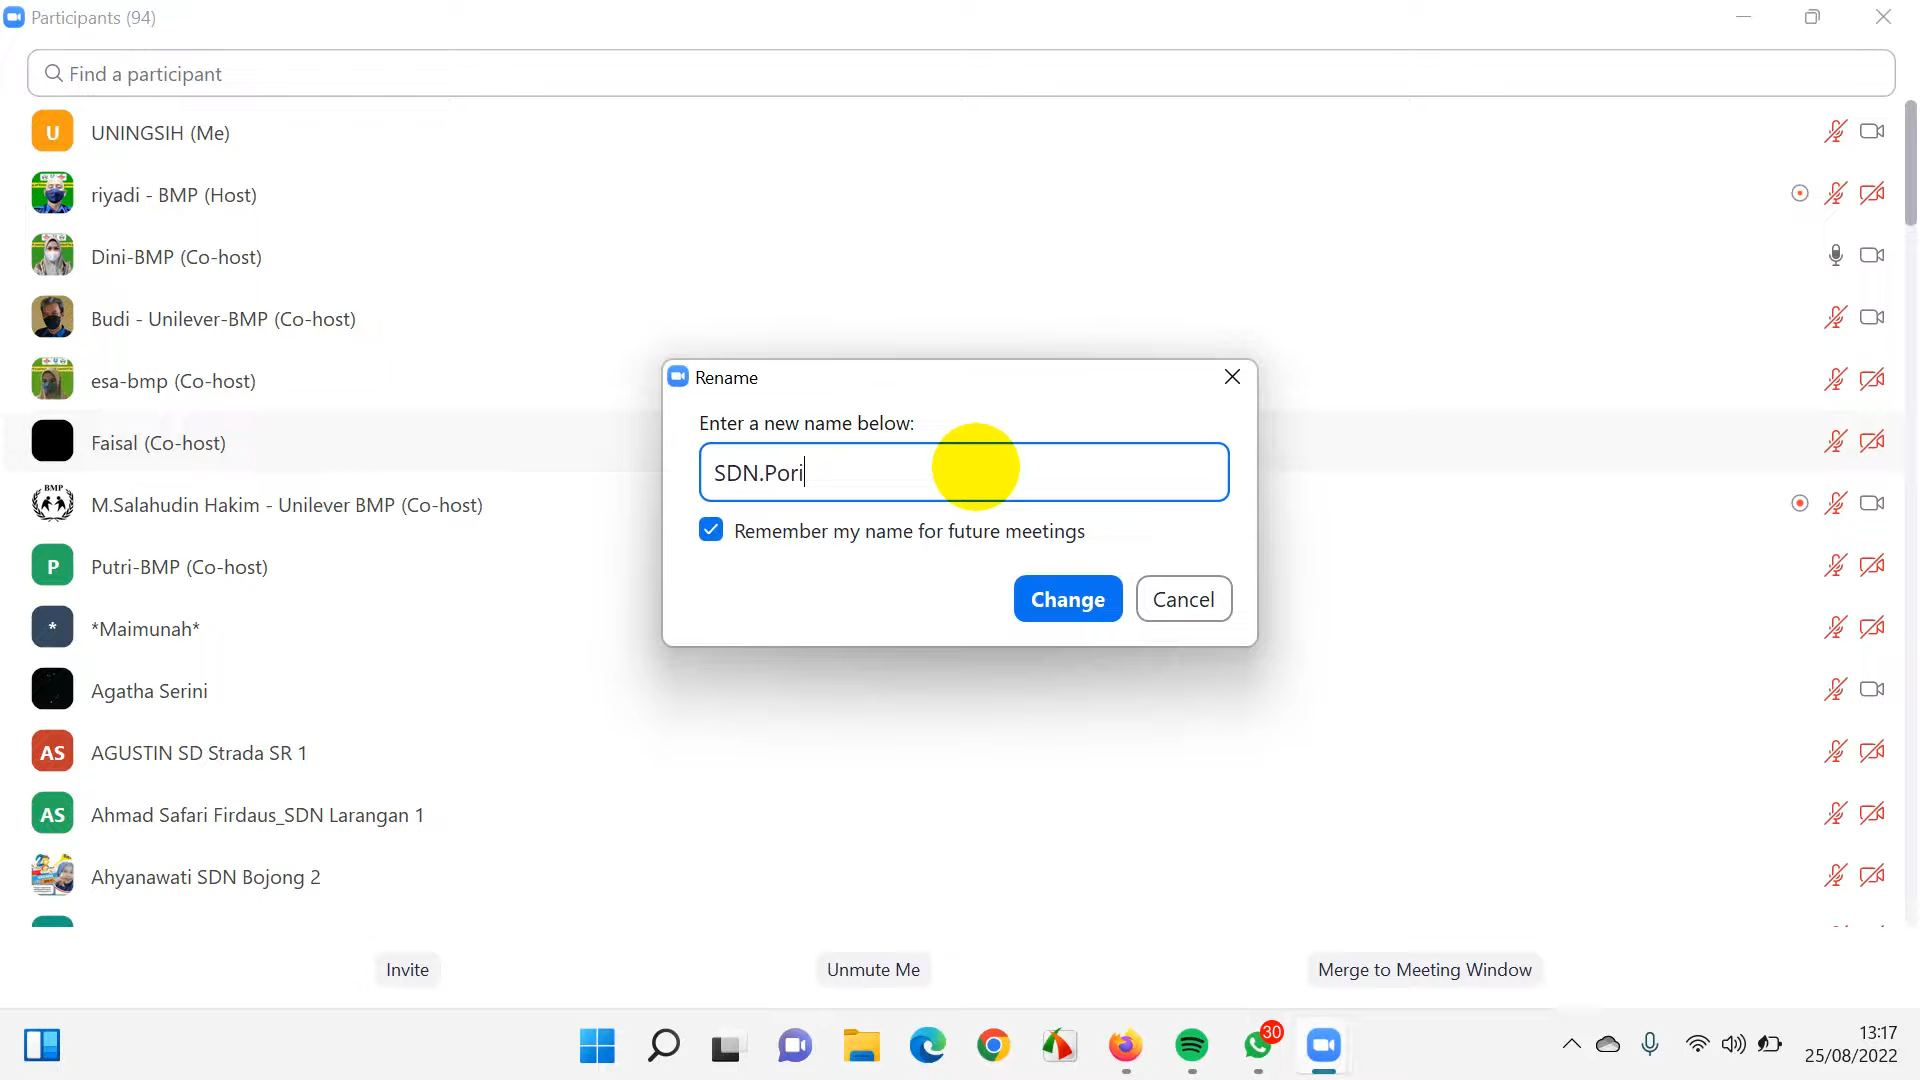 Participants (94)
Find a participant
U UNINGSIH (Me)
riyadi - BMP (Host)
Dini-BMP (Co-host)
Budi - Unilever-BMP (Co-host)
esa-bmp (Co-host)
Faisal (Co-host)
BMP M.Salahudin Hakim - Unilever BMP (Co-host)
P Putri-BMP (Co-host)
* *Maimunah*
Agatha Serini
AS AGUSTIN SD Strada SR 1
AS Ahmad Safari Firdaus_SDN Larangan 1
Ahyanawati SDN Bojong 2
Rename
Enter a new name below:
SDN.Pori
Remember my name for future meetings
Change Cancel
Invite Unmute Me Merge to Meeting Window
30
13:17
25/08/2022